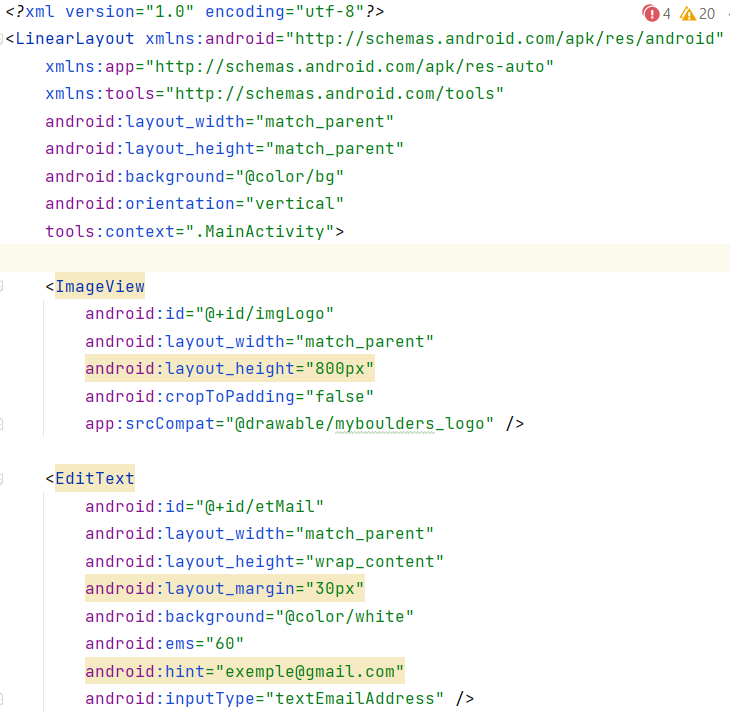 <?xml version="1.0" encoding="utf-8"?> 4 20
<LinearLayout xmlns:android="http://schemas.android.com/apk/res/android"
xmlns:app="http://schemas.android.com/apk/res-auto"
xmlns:tools="http://schemas.android.com/tools"
android:layout_width="match_parent"
android:layout_height="match_parent"
android:background="@color/bg"
android:orientation="vertical"
tools:context=".MainActivity">
<ImageView
android:id="@+id/imgLogo"
android:layout_width="match_parent"
android:layout_height="800px"
android:cropToPadding="false"
app:srcCompat="@drawable/myboulders_logo" />
<EditText
android:id="@+id/etMail"
android:layout_width="match_parent"
android:layout_height="wrap_content"
android:layout_margin="30px"
android:background="@color/white"
android:ems="60"
android:hint="exemple@gmail.com"
android:inputType="textEmailAddress" />